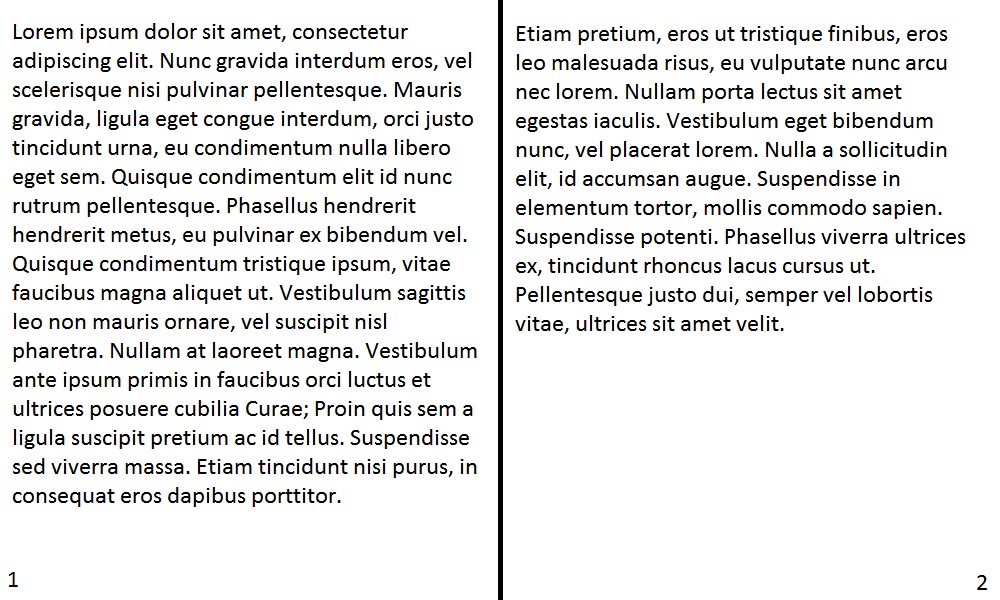 Lorem ipsum dolor sit amet, consectetur
adipiscing elit. Nunc gravida interdum eros, vel
scelerisque nisi pulvinar pellentesque. Mauris
gravida, ligula eget congue interdum, orci justo
tincidunt urna, eu condimentum nulla libero
eget sem. Quisque condimentum elit id nunc
rutrum pellentesque. Phasellus hendrerit
hendrerit metus, eu pulvinar ex bibendum vel.
Quisque condimentum tristique ipsum, vitae
faucibus magna aliquet ut. Vestibulum sagittis
leo non mauris ornare, vel suscipit nisl
pharetra. Nullam at laoreet magna. Vestibulum
ante ipsum primis in faucibus orci luctus et
ultrices posuere cubilia Curae; Proin quis sem a
ligula suscipit pretium ac id tellus. Suspendisse
sed viverra massa. Etiam tincidunt nisi purus, in
consequat eros dapibus porttitor.
1
Etiam pretium, eros ut tristique finibus, eros
leo malesuada risus, eu vulputate nunc arcu
nec lorem. Nullam porta lectus sit amet
egestas iaculis. Vestibulum eget bibendum
nunc, vel placerat lorem. Nulla a sollicitudin
elit, id accumsan augue. Suspendisse in
elementum tortor, mollis commodo sapien.
Suspendisse potenti. Phasellus viverra ultrices
ex, tincidunt rhoncus lacus cursus ut.
Pellentesque justo dui, semper vel lobortis
vitae, ultrices sit amet velit.
2